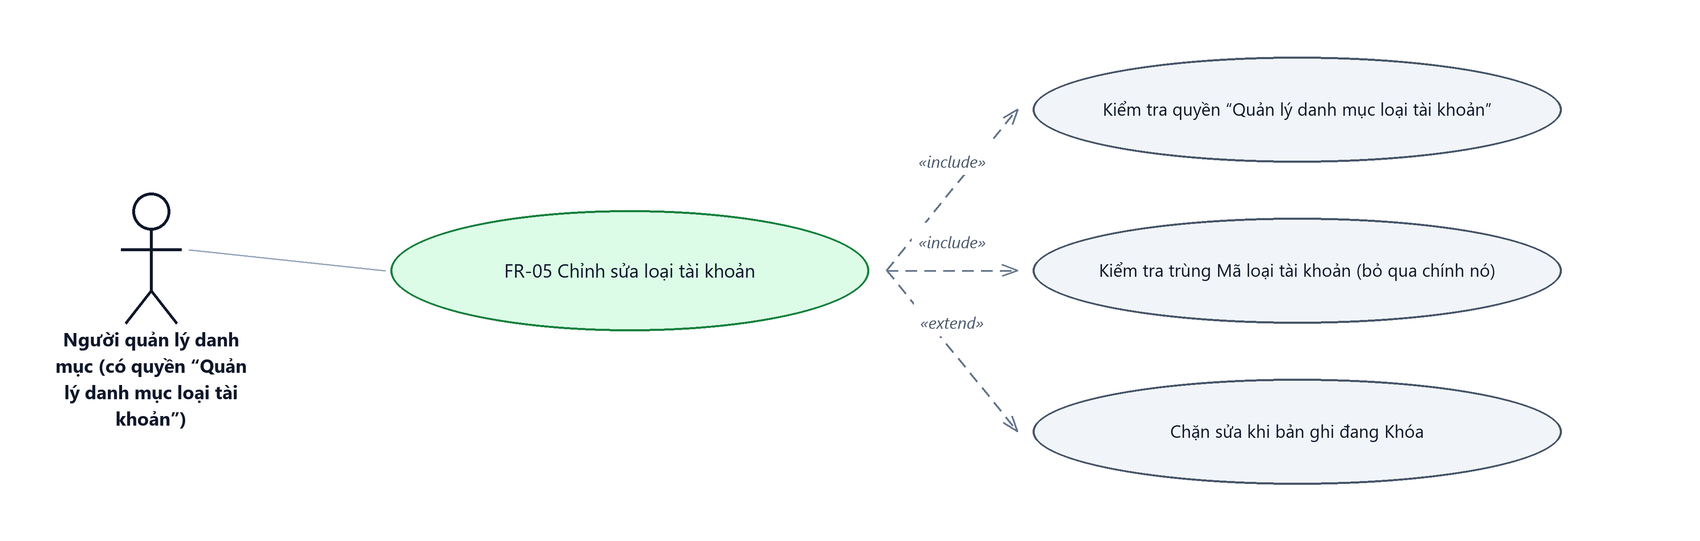 Kiểm tra quyền “Quản lý danh mục loại tài khoản”
«include»
«include»
FR-05 Chỉnh sửa loại tài khoản
Kiểm tra trùng Mã loại tài khoản (bỏ qua chính nó)
«extend»
Người quản lý danh
mục (có quyền “Quản
lý danh mục loại tài
khoản”)
Chặn sửa khi bản ghi đang Khóa